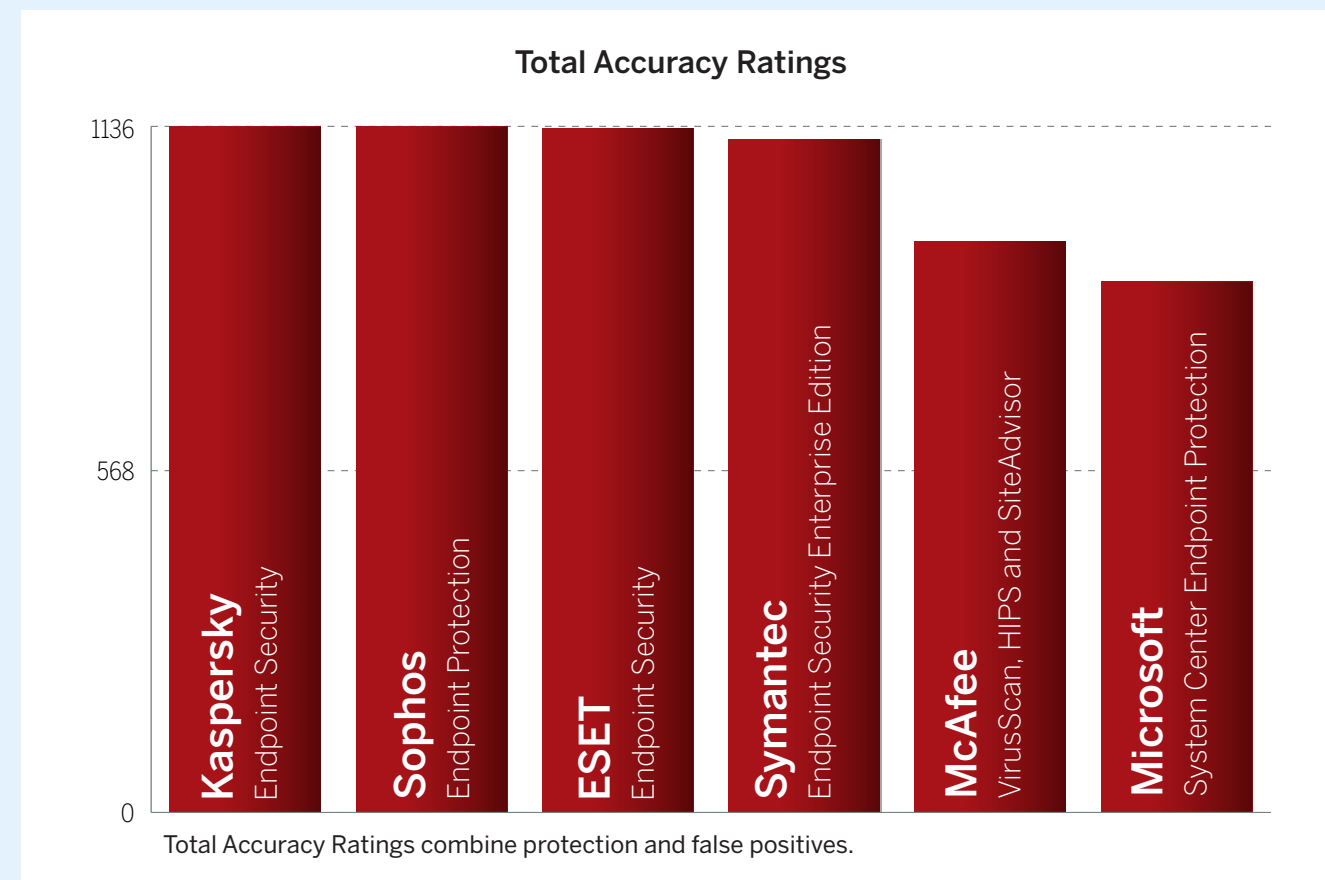 Total Accuracy Ratings
1136
568
0
Kaspersky
Endpoint Security
Sophos
Endpoint Protection
ESET
Endpoint Security
Symantec
Endpoint Security Enterprise Edition
McAfee
VirusScan, HIPS and SiteAdvisor
Microsoft
System Center Endpoint Protection
Total Accuracy Ratings combine protection and false positives.